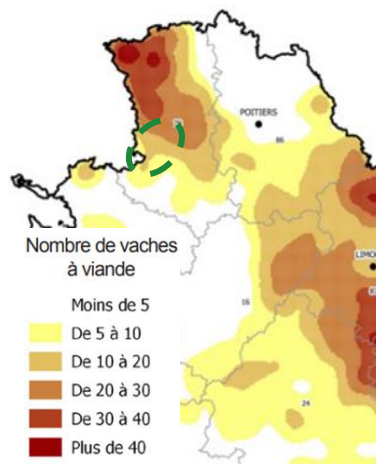 79
POITIERS
86
Nombre de vaches
à viande
LIMO
Moins de 5
De 5 à 10
16
De 10 à 20
De 20 à 30
24
De 30 à 40
Plus de 40